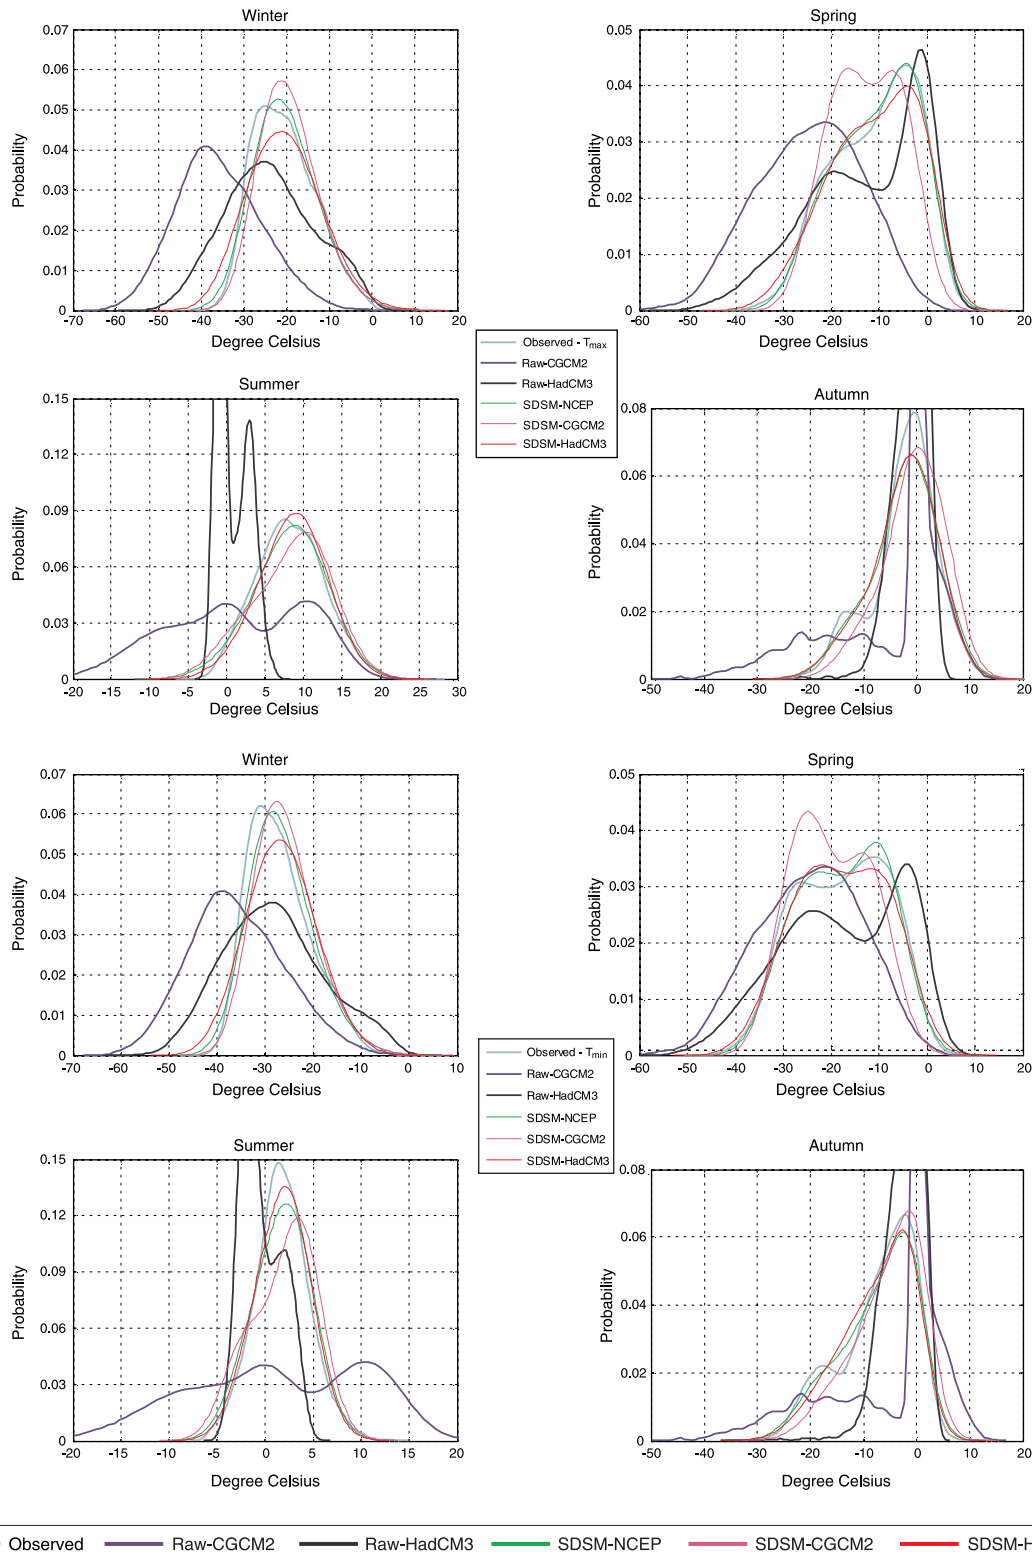 Winter
Probability
0.07
0.06
0.05
0.04
0.03
0.02
0.01
0
-70 -60 -50 -40 -30 -20 -10 0 10 20
Degree Celsius
Spring
Probability
0.05
0.04
0.03
0.02
0.01
0
-60 -50 -40 -30 -20 -10 0 10 20
Degree Celsius
Observed - Tmax
Raw-CGCM2
Raw-HadCM3
SDSM-NCEP
SDSM-CGCM2
SDSM-HadCM3
Summer
Probability
0.15
0.12
0.09
0.06
0.03
0
-20 -15 -10 -5 0 5 10 15 20 25 30
Degree Celsius
Autumn
Probability
0.08
0.06
0.04
0.02
0
-50 -40 -30 -20 -10 0 10 20
Degree Celsius
Winter
Probability
0.07
0.06
0.05
0.04
0.03
0.02
0.01
0
-70 -60 -50 -40 -30 -20 -10 0 10
Degree Celsius
Spring
Probability
0.05
0.04
0.03
0.02
0.01
0
-60 -50 -40 -30 -20 -10 0 10 20
Degree Celsius
Observed - Tmin
Raw-CGCM2
Raw-HadCM3
SDSM-NCEP
SDSM-CGCM2
SDSM-HadCM3
Summer
Probability
0.15
0.12
0.09
0.06
0.03
0
-20 -15 -10 -5 0 5 10 15 20
Degree Celsius
Autumn
Probability
0.08
0.06
0.04
0.02
0
-50 -40 -30 -20 -10 0 10 20
Degree Celsius
Observed Raw-CGCM2 Raw-HadCM3 SDSM-NCEP SDSM-CGCM2 SDSM-H